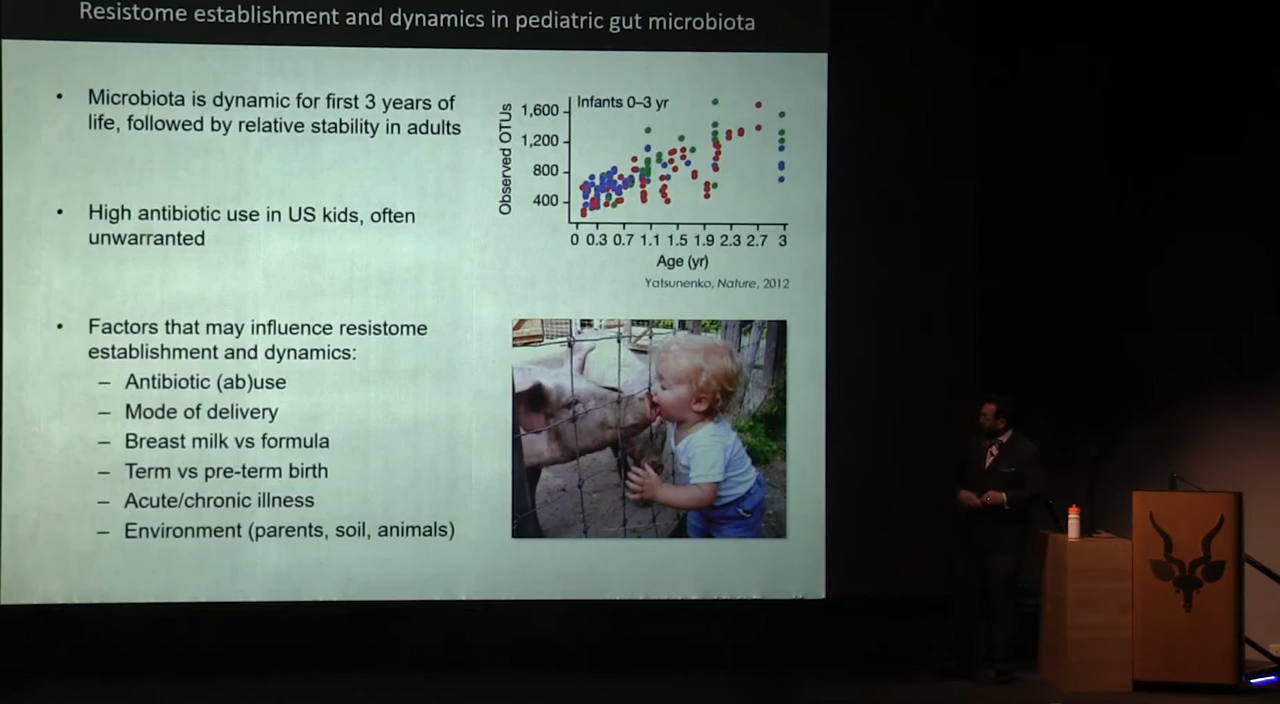 Resistome establishment and dynamics in pediatric gut microbiota
• Microbiota is dynamic for first 3 years of
life, followed by relative stability in adults
• High antibiotic use in US kids, often
unwarranted
• Factors that may influence resistome
establishment and dynamics:
– Antibiotic (ab)use
– Mode of delivery
– Breast milk vs formula
– Term vs pre-term birth
– Acute/chronic illness
– Environment (parents, soil, animals)
Infants 0–3 yr
Observed OTUs
1,600
1,200
800
400
0 0.3 0.7 1.1 1.5 1.9 2.3 2.7 3
Age (yr)
Yatsunenko, Nature, 2012